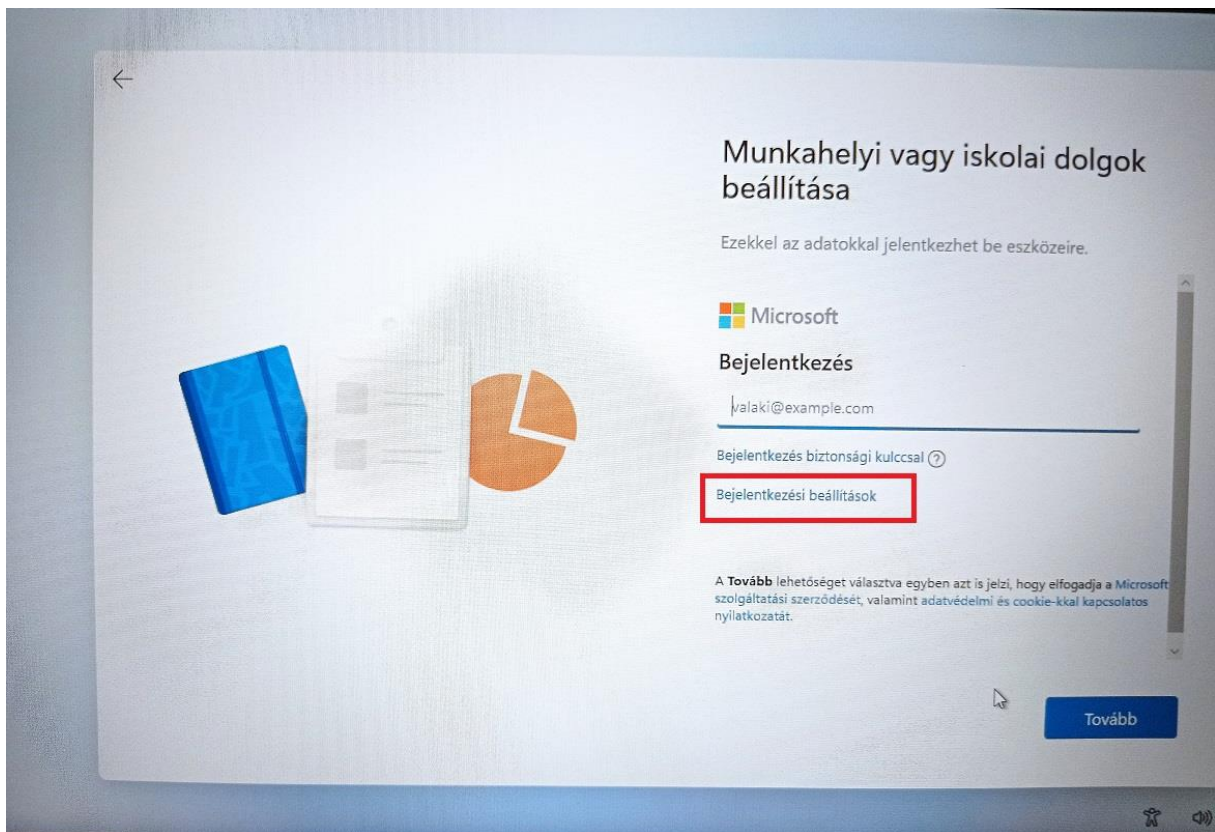 Munkahelyi vagy iskolai dolgok
beállítása
Ezekkel az adatokkal jelentkezhet be eszközeire.
Microsoft
Bejelentkezés
valaki@example.com
Bejelentkezés biztonsági kulccsal
Bejelentkezési beállítások
A Tovább lehetőséget választva egyben azt is jelzi, hogy elfogadja a Microsoft
szolgáltatási szerződését, valamint adatvédelmi és cookie-kkal kapcsolatos
nyilatkozatát.
Tovább